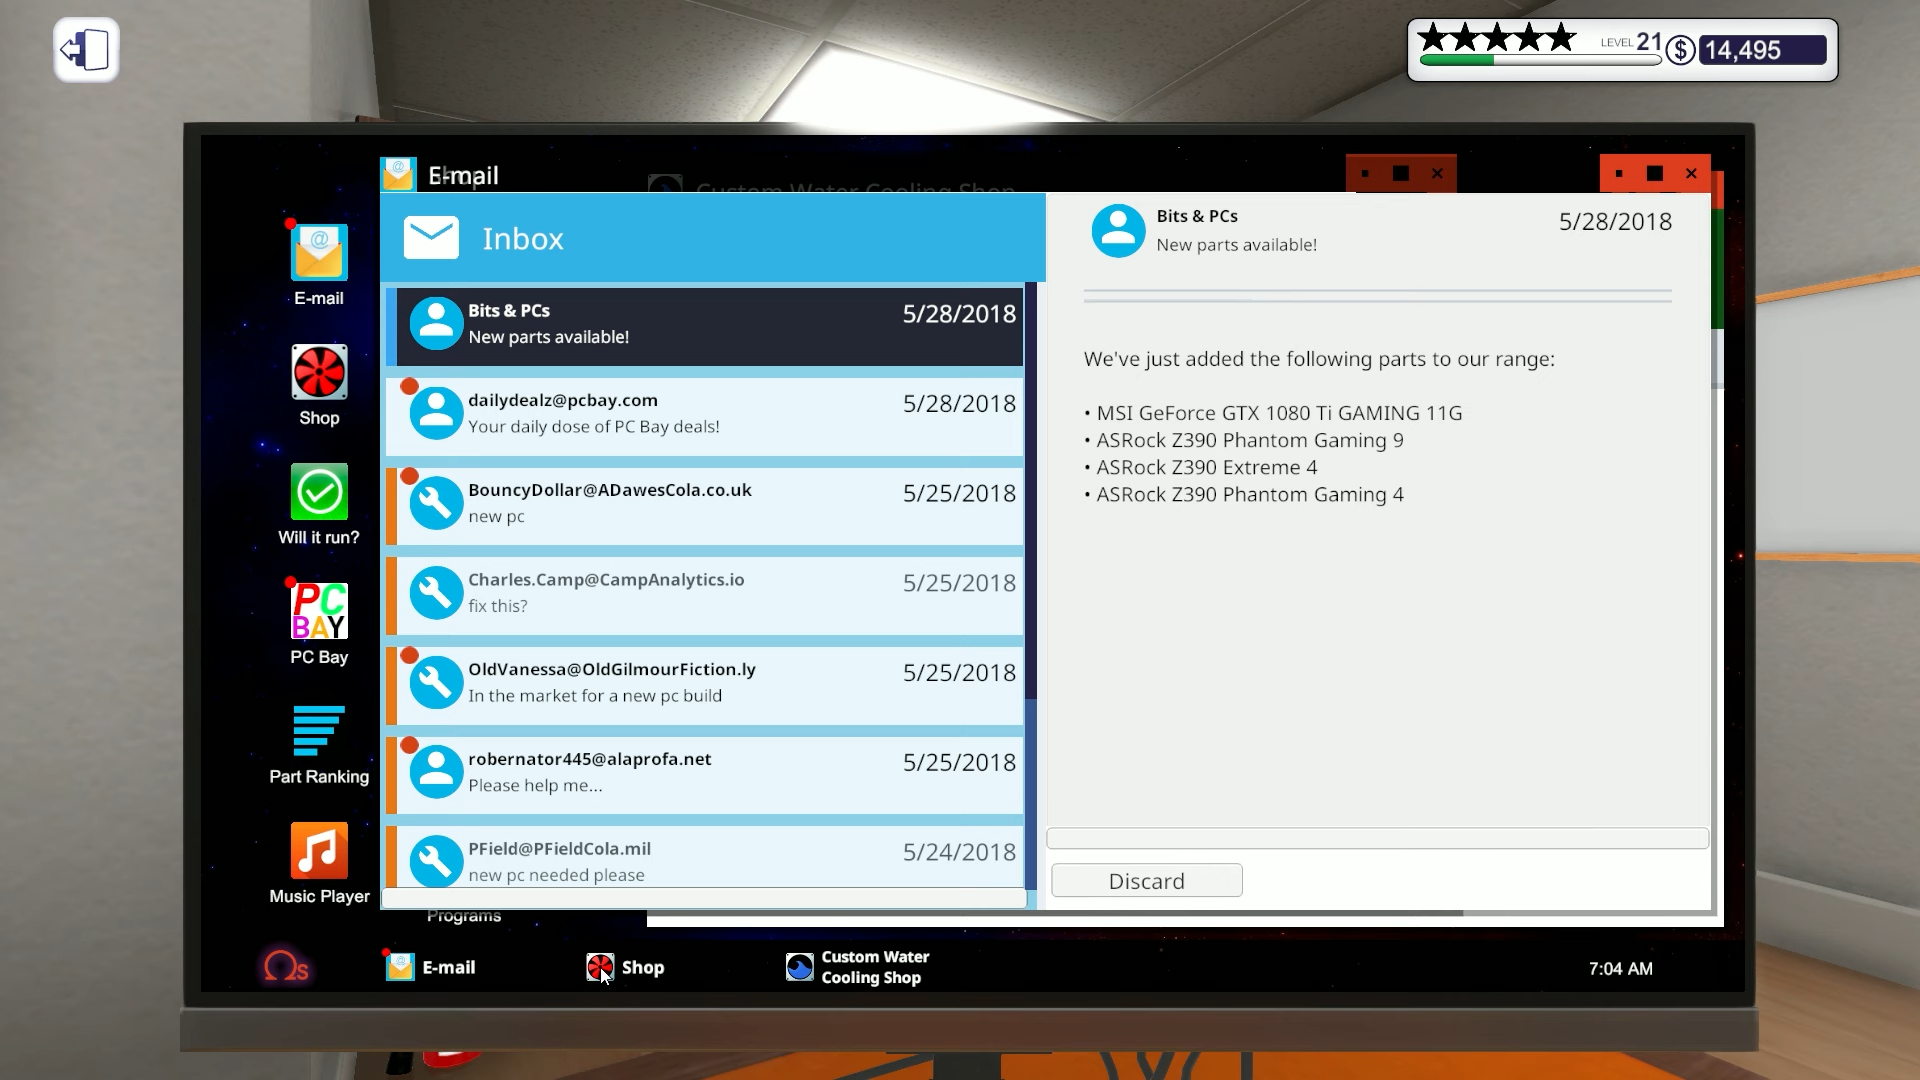 LEVEL 21
$ 14,495
E-mail
Custom Water Cooling Shop
Inbox
Bits & PCs
New parts available!
5/28/2018
dailydealz@pcbay.com
Your daily dose of PC Bay deals!
5/28/2018
BouncyDollar@ADawesCola.co.uk
new pc
5/25/2018
Charles.Camp@CampAnalytics.io
fix this?
5/25/2018
OldVanessa@OldGilmourFiction.ly
In the market for a new pc build
5/25/2018
robernator445@alaprofa.net
Please help me...
5/25/2018
PField@PFieldCola.mil
new pc needed please
5/24/2018
Bits & PCs
New parts available!
5/28/2018
We've just added the following parts to our range:
• MSI GeForce GTX 1080 Ti GAMING 11G
• ASRock Z390 Phantom Gaming 9
• ASRock Z390 Extreme 4
• ASRock Z390 Phantom Gaming 4
Discard
E-mail
Shop
Will it run?
PC
BAY
PC Bay
Part Ranking
Music Player
Programs
Ωs
E-mail
Shop
Custom Water
Cooling Shop
7:04 AM